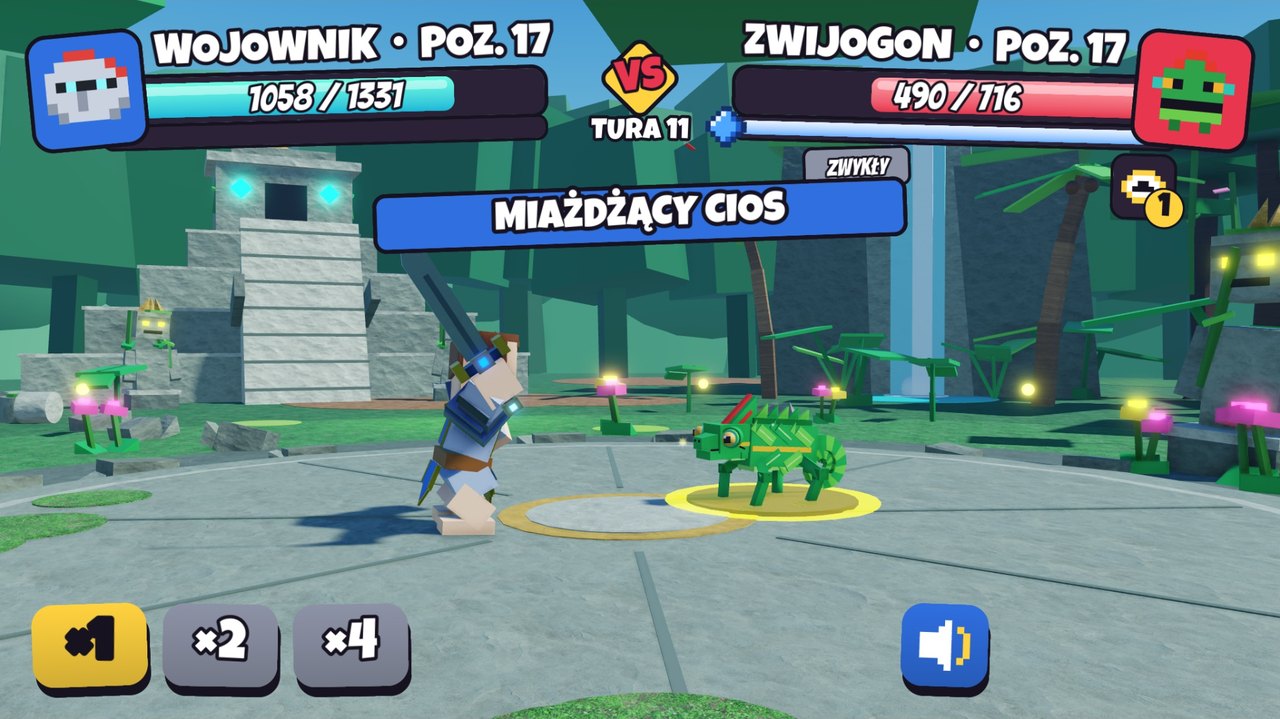 WOJOWNIK • POZ. 17
1058 / 1331
VS
TURA 11
ZWIJOGON • POZ. 17
490 / 716
ZWYKŁY
MIAŻDŻĄCY CIOS
1
×1
×2
×4